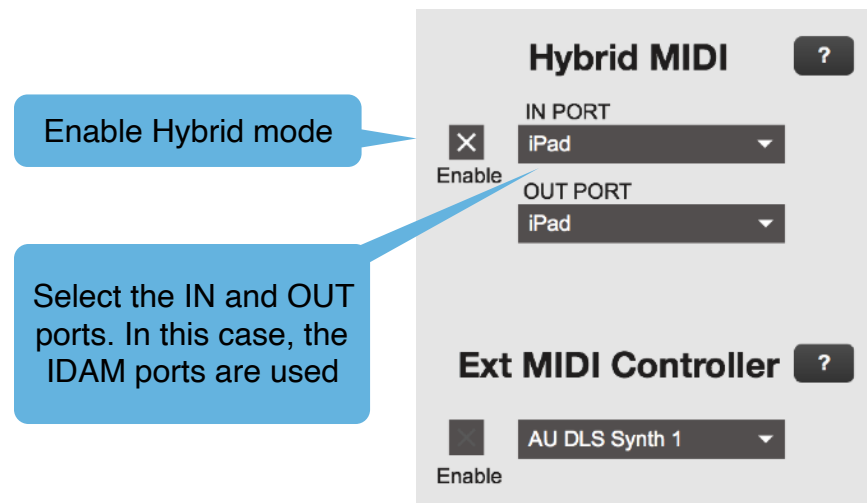 Hybrid MIDI
?
Enable Hybrid mode
IN PORT
iPad
Enable
OUT PORT
iPad
Select the IN and OUT
ports. In this case, the
IDAM ports are used
Ext MIDI Controller
?
AU DLS Synth 1
Enable